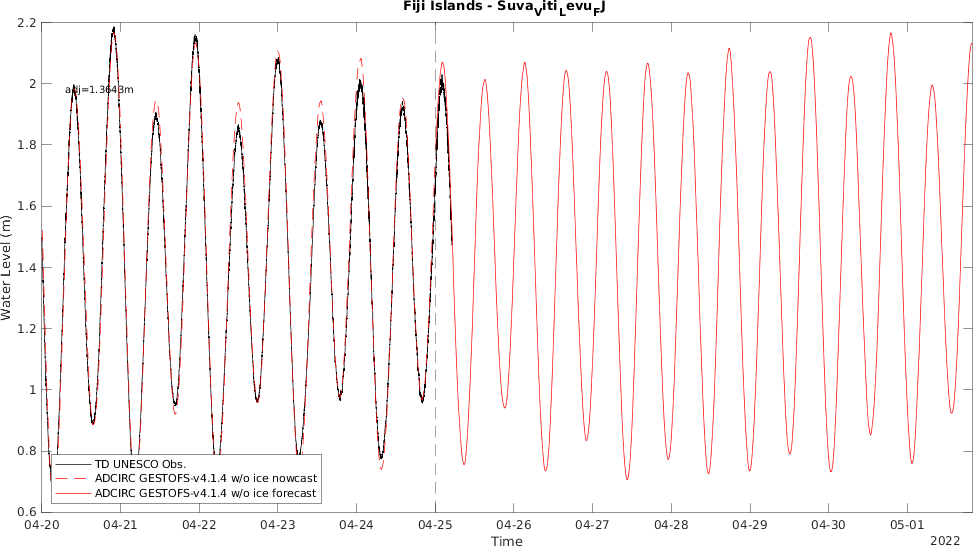 Fiji Islands - Suva_Viti_Levu_FJ
2.2
2
adj=1.3643m
1.8
1.6
1.4
1.2
1
0.8
0.6
Water Level (m)
TD UNESCO Obs.
ADCIRC GESTOFS-v4.1.4 w/o ice nowcast
ADCIRC GESTOFS-v4.1.4 w/o ice forecast
04-20 04-21 04-22 04-23 04-24 04-25 04-26 04-27 04-28 04-29 04-30 05-01
Time
2022